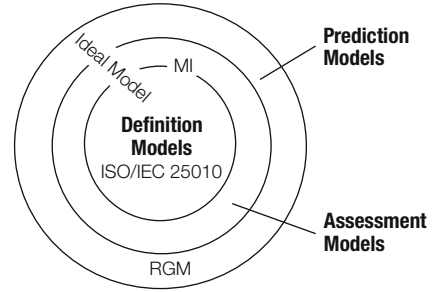 Prediction
Models
Ideal Model
MI
Definition
Models
ISO/IEC 25010
Assessment
Models
RGM